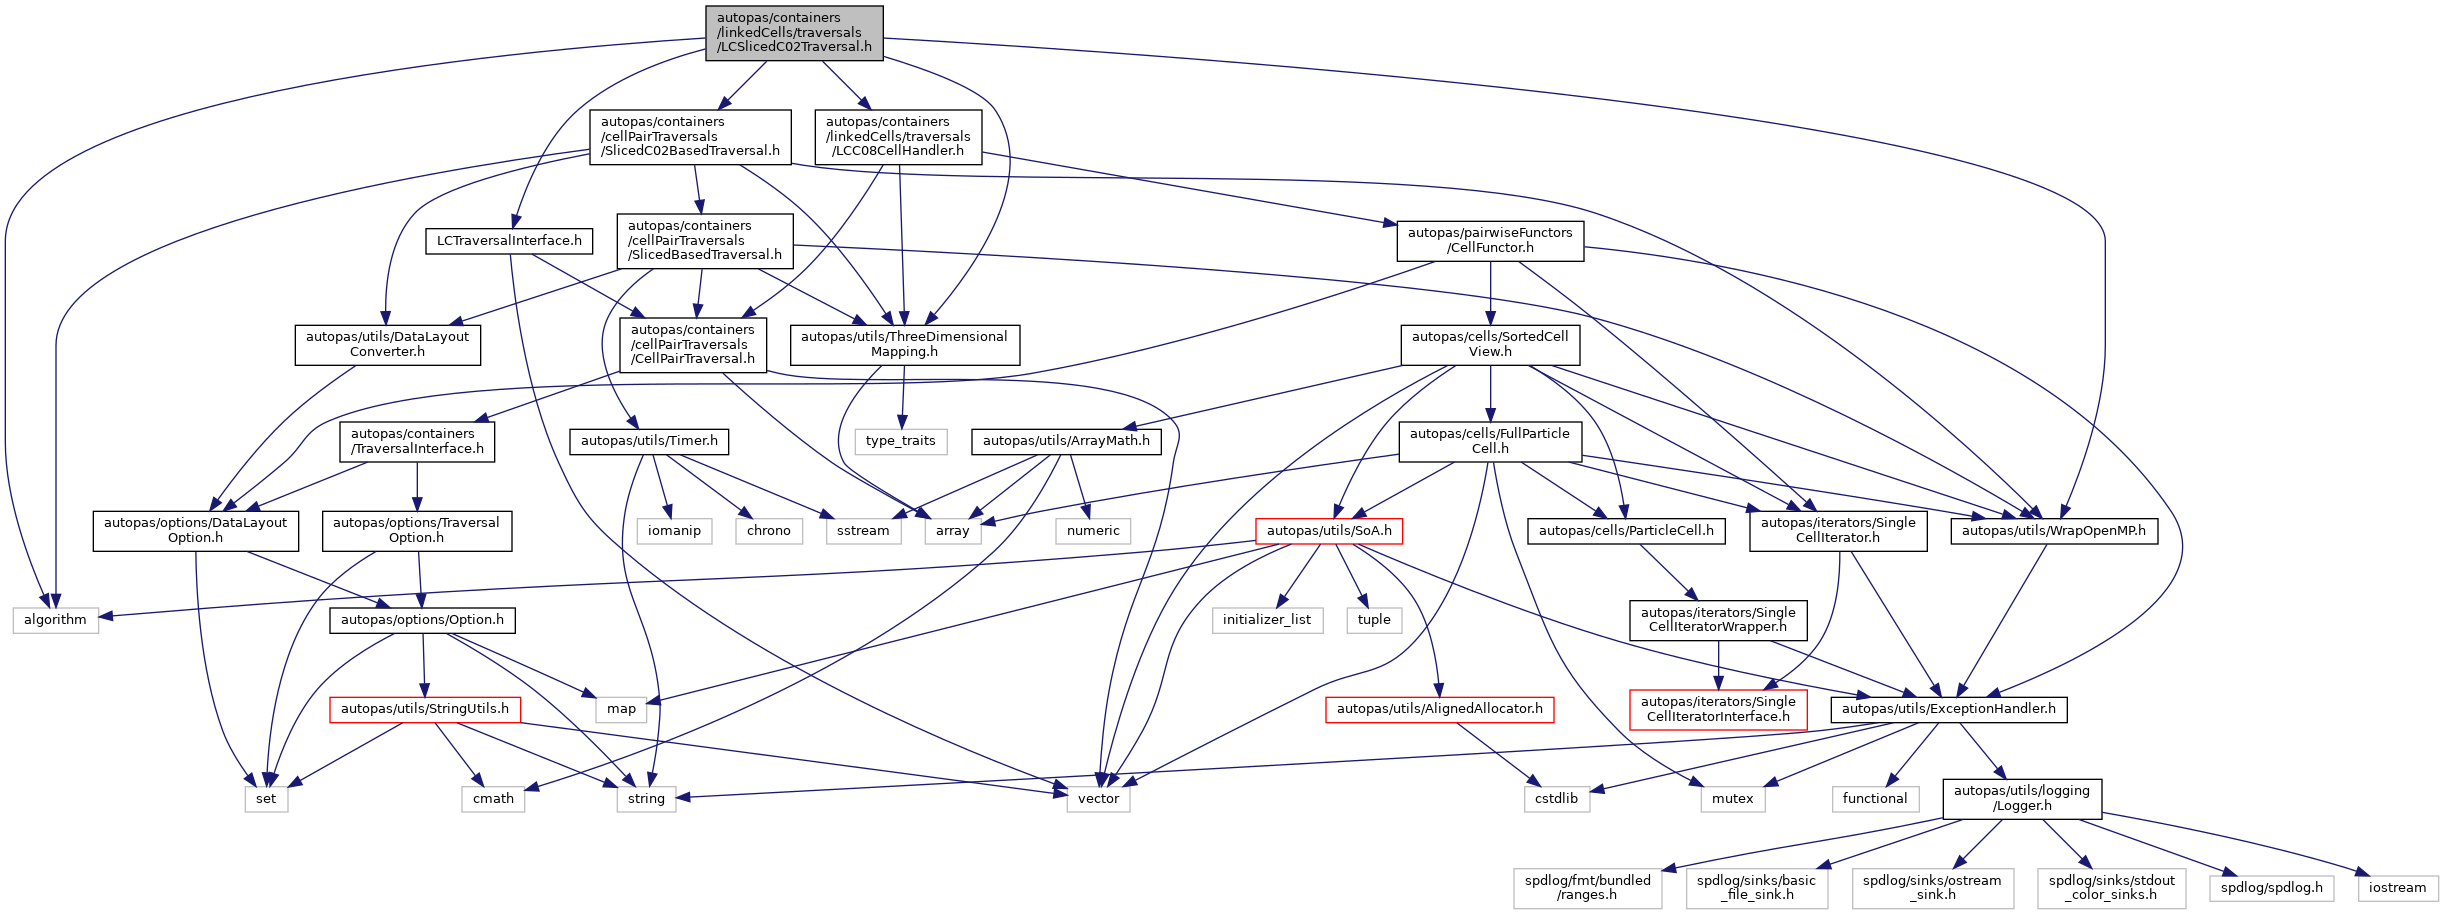 autopas/containers
/linkedCells/traversals
/LCSlicedC02Traversal.h
autopas/containers
/cellPairTraversals
/SlicedC02BasedTraversal.h
autopas/containers
/linkedCells/traversals
/LCC08CellHandler.h
LCTraversalInterface.h
autopas/containers
/cellPairTraversals
/SlicedBasedTraversal.h
autopas/pairwiseFunctors
/CellFunctor.h
autopas/utils/DataLayout
Converter.h
autopas/containers
/cellPairTraversals
/CellPairTraversal.h
autopas/utils/ThreeDimensional
Mapping.h
autopas/cells/SortedCell
View.h
autopas/containers
/TraversalInterface.h
autopas/utils/Timer.h
type_traits
autopas/utils/ArrayMath.h
autopas/cells/FullParticle
Cell.h
autopas/options/DataLayout
Option.h
autopas/options/Traversal
Option.h
iomanip
chrono
sstream
array
numeric
autopas/utils/SoA.h
autopas/cells/ParticleCell.h
autopas/iterators/Single
CellIterator.h
autopas/utils/WrapOpenMP.h
algorithm
autopas/options/Option.h
initializer_list
tuple
autopas/iterators/Single
CellIteratorWrapper.h
autopas/utils/StringUtils.h
map
autopas/utils/AlignedAllocator.h
autopas/iterators/Single
CellIteratorInterface.h
autopas/utils/ExceptionHandler.h
set
cmath
string
vector
cstdlib
mutex
functional
autopas/utils/logging
/Logger.h
spdlog/fmt/bundled
/ranges.h
spdlog/sinks/basic
_file_sink.h
spdlog/sinks/ostream
_sink.h
spdlog/sinks/stdout
_color_sinks.h
spdlog/spdlog.h
iostream